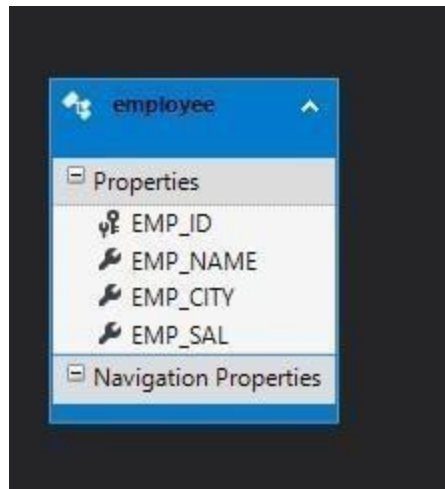 employee
Properties
EMP_ID
EMP_NAME
EMP_CITY
EMP_SAL
Navigation Properties